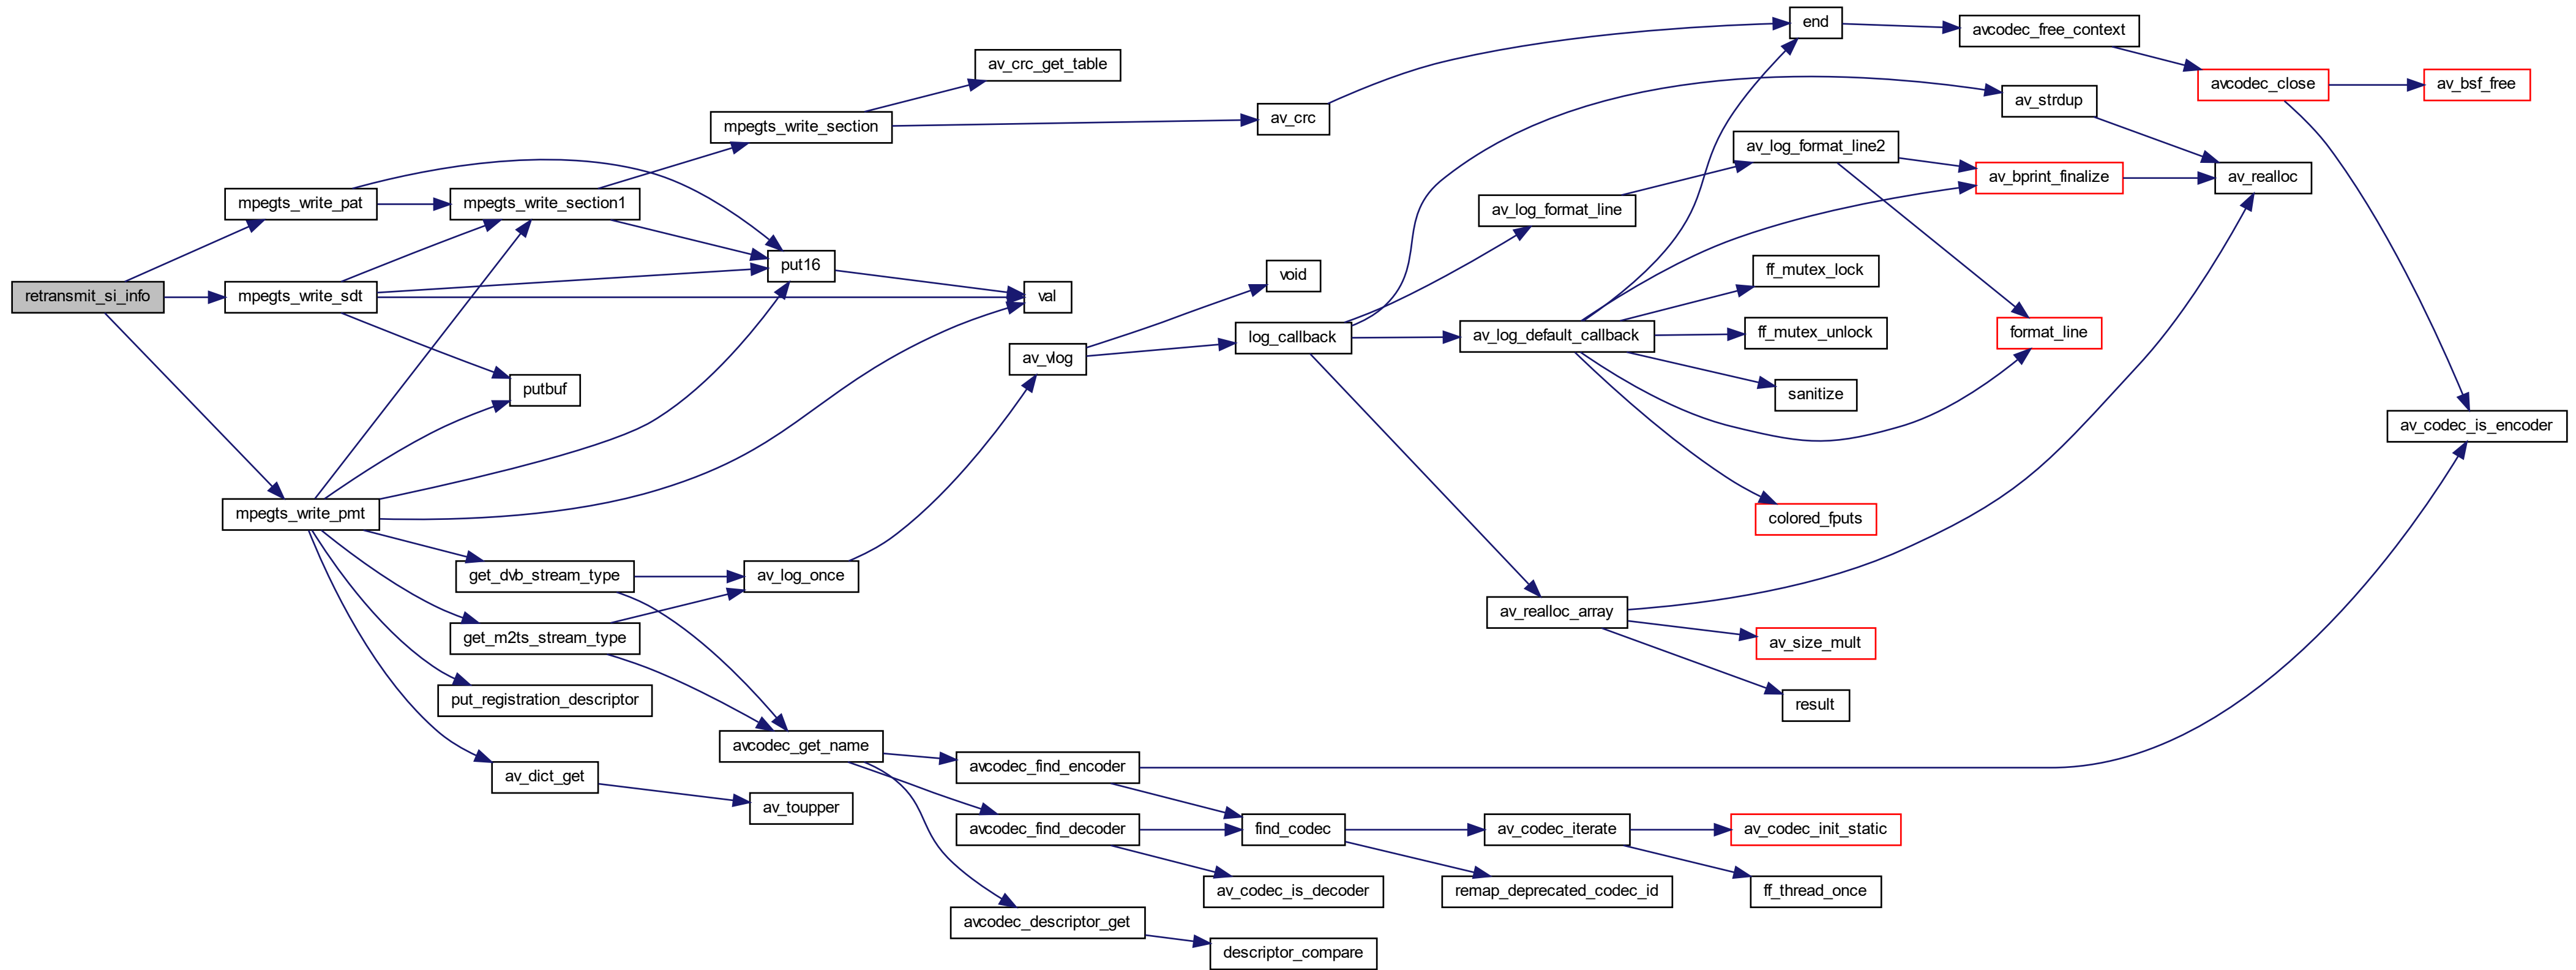 retransmit_si_info
mpegts_write_pat
mpegts_write_sdt
mpegts_write_pmt
mpegts_write_section1
putbuf
get_dvb_stream_type
get_m2ts_stream_type
put_registration_descriptor
av_dict_get
mpegts_write_section
put16
av_log_once
avcodec_get_name
av_toupper
av_crc_get_table
val
av_vlog
avcodec_find_encoder
avcodec_find_decoder
avcodec_descriptor_get
av_crc
void
log_callback
find_codec
av_codec_is_decoder
descriptor_compare
av_log_format_line
av_log_default_callback
av_realloc_array
av_codec_iterate
remap_deprecated_codec_id
end
av_log_format_line2
ff_mutex_lock
ff_mutex_unlock
sanitize
colored_fputs
av_size_mult
result
av_codec_init_static
ff_thread_once
avcodec_free_context
av_strdup
av_bprint_finalize
format_line
avcodec_close
av_realloc
av_bsf_free
av_codec_is_encoder